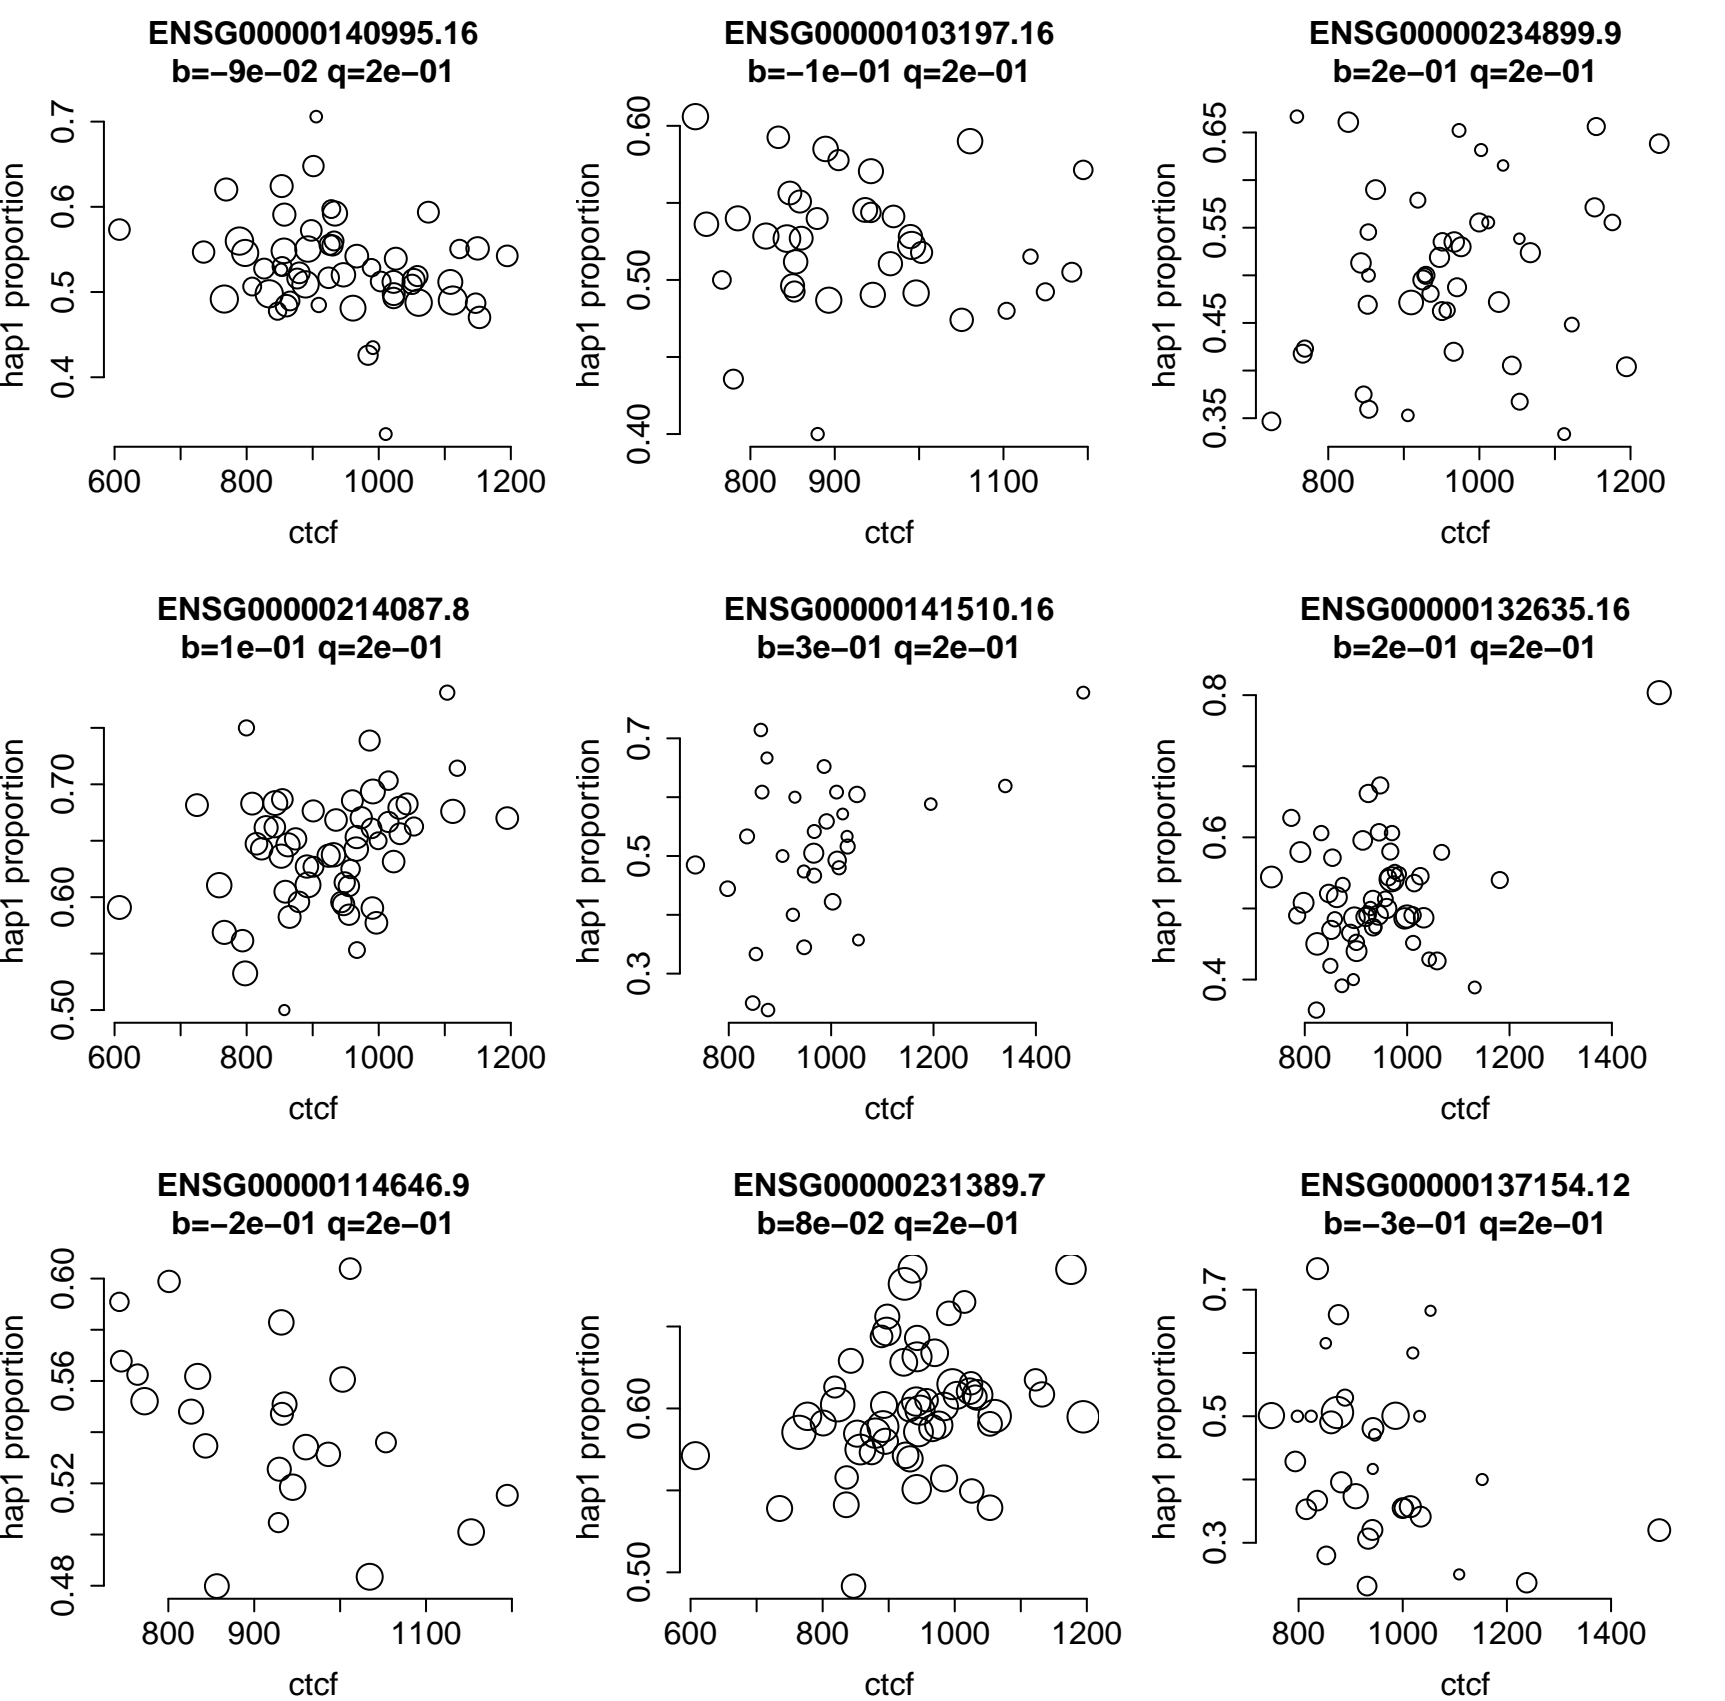 ENSG00000140995.16
b=−9e−02 q=2e−01
hap1 proportion
0.7
0.6
0.5
0.4
600 800 1000 1200
ctcf
ENSG00000103197.16
b=−1e−01 q=2e−01
hap1 proportion
0.60
0.50
0.40
800 900 1100
ctcf
ENSG00000234899.9
b=2e−01 q=2e−01
hap1 proportion
0.65
0.55
0.45
0.35
800 1000 1200
ctcf
ENSG00000214087.8
b=1e−01 q=2e−01
hap1 proportion
0.70
0.60
0.50
600 800 1000 1200
ctcf
ENSG00000141510.16
b=3e−01 q=2e−01
hap1 proportion
0.7
0.5
0.3
800 1000 1200 1400
ctcf
ENSG00000132635.16
b=2e−01 q=2e−01
hap1 proportion
0.8
0.6
0.4
800 1000 1200 1400
ctcf
ENSG00000114646.9
b=−2e−01 q=2e−01
hap1 proportion
0.60
0.56
0.52
0.48
800 900 1100
ctcf
ENSG00000231389.7
b=8e−02 q=2e−01
hap1 proportion
0.60
0.50
600 800 1000 1200
ctcf
ENSG00000137154.12
b=−3e−01 q=2e−01
hap1 proportion
0.7
0.5
0.3
800 1000 1200 1400
ctcf